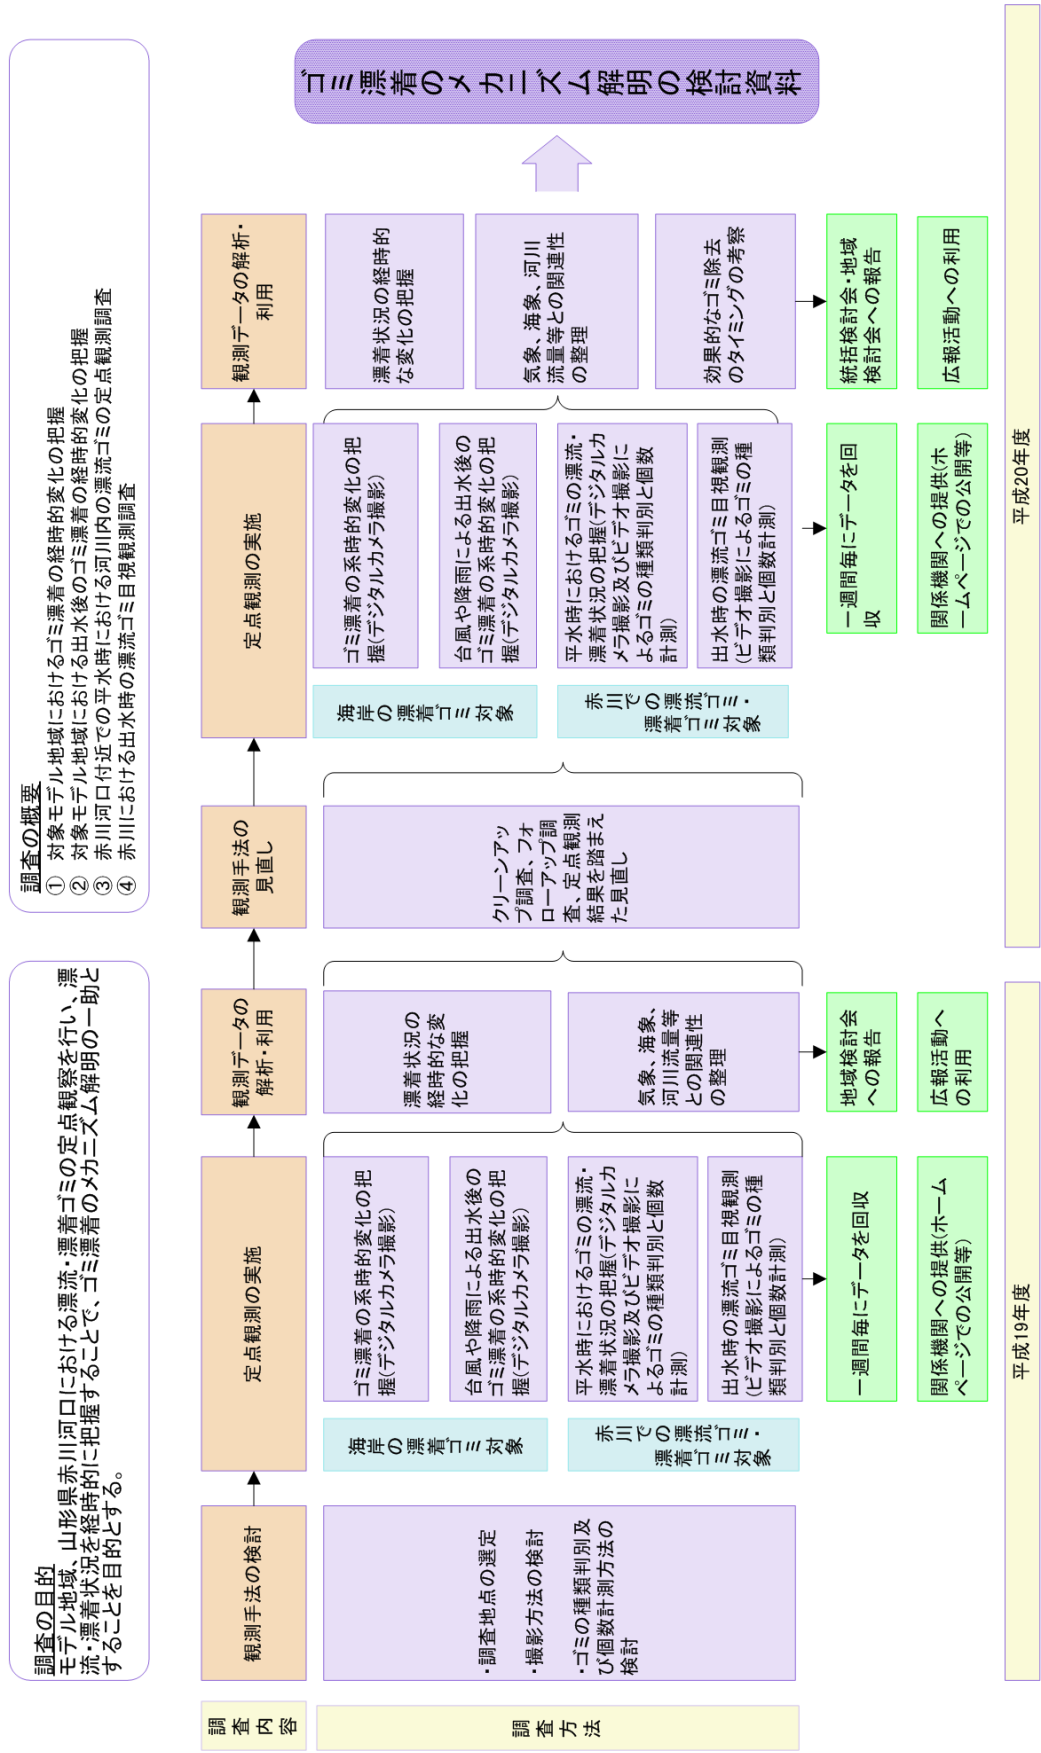 調査の目的
モデル地域、山形県赤川河口における漂流・漂着ゴミの定点観察を行い、漂
流・漂着状況を経時的に把握することで、ゴミ漂着のメカニズム解明の一助と
することを目的とする。
調査の概要
① 対象モデル地域におけるゴミ漂着の経時的変化の把握
② 対象モデル地域における出水後のゴミ漂着の経時的変化の把握
③ 赤川河口付近での平水時における河川内の漂流ゴミの定点観測調査
④ 赤川における出水時の漂流ゴミ目視観測調査
調査内容
観測手法の検討
定点観測の実施
観測データの
解析・利用
観測手法の
見直し
定点観測の実施
観測データの解析・
利用
調査方法
・調査地点の選定
・撮影方法の検討
・ゴミの種類判別及
び個数計測方法の
検討
海岸の漂着ゴミ対象
赤川での漂流ゴミ・
漂着ゴミ対象
ゴミ漂着の系時的変化の把
握(デジタルカメラ撮影)
台風や降雨による出水後の
ゴミ漂着の系時的変化の把
握(デジタルカメラ撮影)
平水時におけるゴミの漂流・
漂着状況の把握(デジタルカ
メラ撮影及びビデオ撮影に
よるゴミの種類判別と個数
計測)
出水時の漂流ゴミ目視観測
(ビデオ撮影によるゴミの種
類判別と個数計測)
一週間毎にデータを回収
関係機関への提供(ホーム
ページでの公開等)
漂着状況の
経時的な変
化の把握
気象、海象、
河川流量等
との関連性
の整理
地域検討会
への報告
広報活動へ
の利用
クリーンアッ
プ調査、フォ
ローアップ調
査、定点観測
結果を踏まえ
た見直し
海岸の漂着ゴミ対象
赤川での漂流ゴミ・
漂着ゴミ対象
ゴミ漂着の系時的変化の把
握(デジタルカメラ撮影)
台風や降雨による出水後の
ゴミ漂着の系時的変化の把
握(デジタルカメラ撮影)
平水時におけるゴミの漂流・
漂着状況の把握(デジタルカ
メラ撮影及びビデオ撮影に
よるゴミの種類判別と個数
計測)
出水時の漂流ゴミ目視観測
(ビデオ撮影によるゴミの種
類判別と個数計測)
一週間毎にデータを回
収
関係機関への提供(ホ
ームページでの公開等)
漂着状況の経時的
な変化の把握
気象、海象、河川
流量等との関連性
の整理
効果的なゴミ除去
のタイミングの考察
統括検討会・地域
検討会への報告
広報活動への利用
ゴミ漂着のメカニズム解明の検討資料
平成19年度
平成20年度